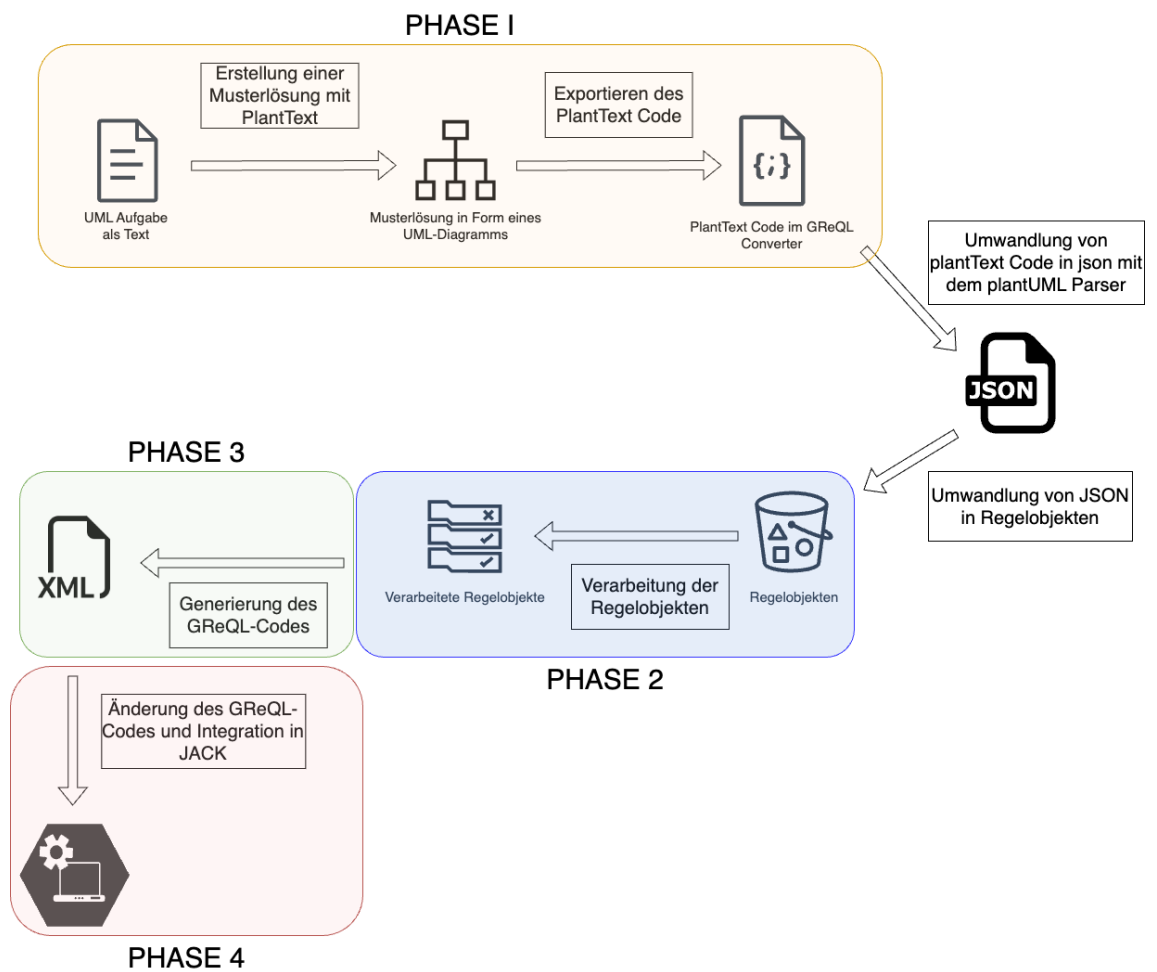 PHASE I
Erstellung einer
Musterlösung mit
PlantText
Exportieren des
PlantText Code
{;}
UML Aufgabe
als Text
Musterlösung in Form eines
UML-Diagramms
PlantText Code im GReQL
Converter
Umwandlung von
plantText Code in json mit
dem plantUML Parser
JSON
Umwandlung von JSON
in Regelobjekten
PHASE 2
Regelobjekten
Verarbeitung der
Regelobjekten
Verarbeitete Regelobjekte
PHASE 3
XML
Generierung des
GReQL-Codes
Änderung des GReQL-
Codes und Integration in
JACK
PHASE 4